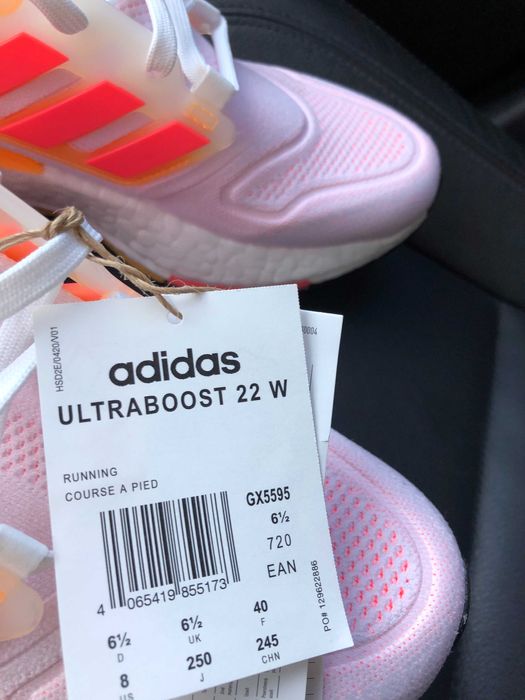 HSD2E/0420/V01
adidas
ULTRABOOST 22 W
RUNNING
COURSE A PIED
GX5595
6½
720
EAN
4 065419 855173
6½ 6½ 40
D UK F
8 250 245
US J CHN
PO# 129622886